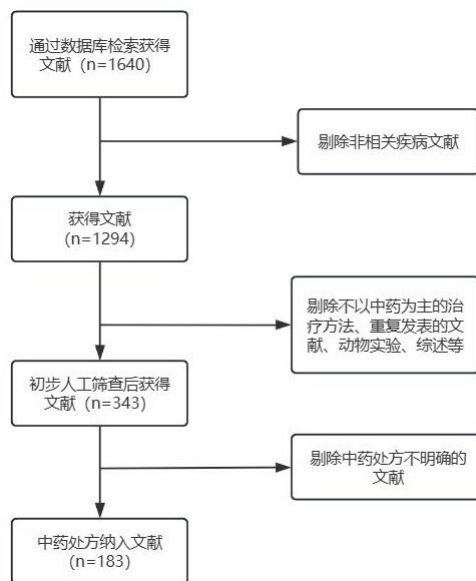 通过数据库检索获得
文献（n=1640）
剔除非相关疾病文献
获得文献
(n=1294)
剔除不以中药为主的治
疗方法、重复发表的文
献、动物实验、综述等
初步人工筛查后获得
文献（n=343）
剔除中药处方不明确的
文献
中药处方纳入文献
(n=183)